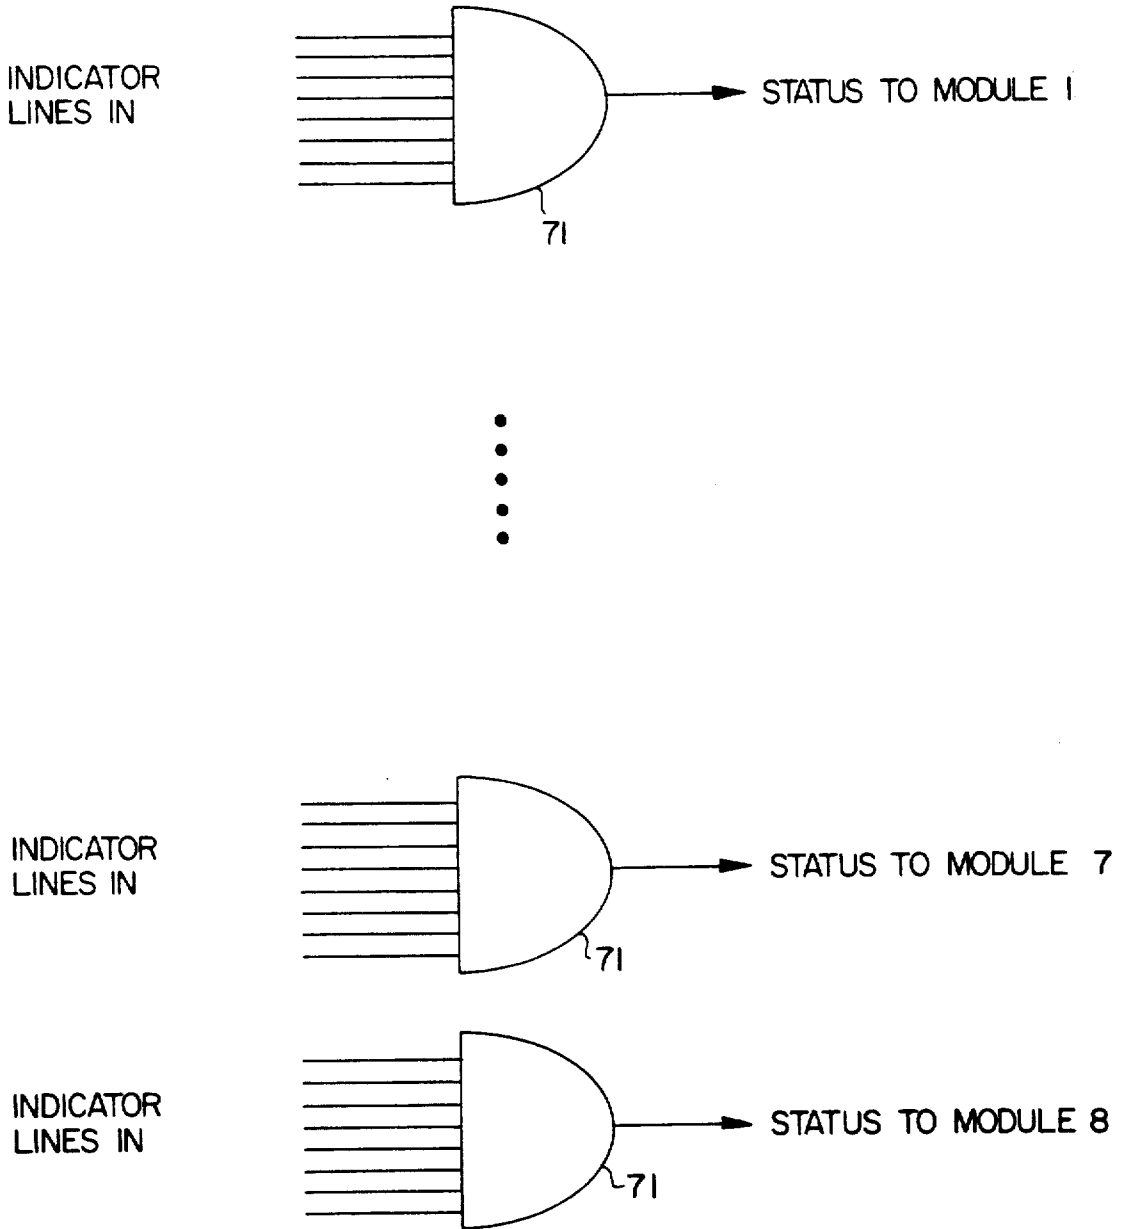 INDICATOR
LINES IN
STATUS TO MODULE 1
71
INDICATOR
LINES IN
STATUS TO MODULE 7
71
INDICATOR
LINES IN
STATUS TO MODULE 8
71